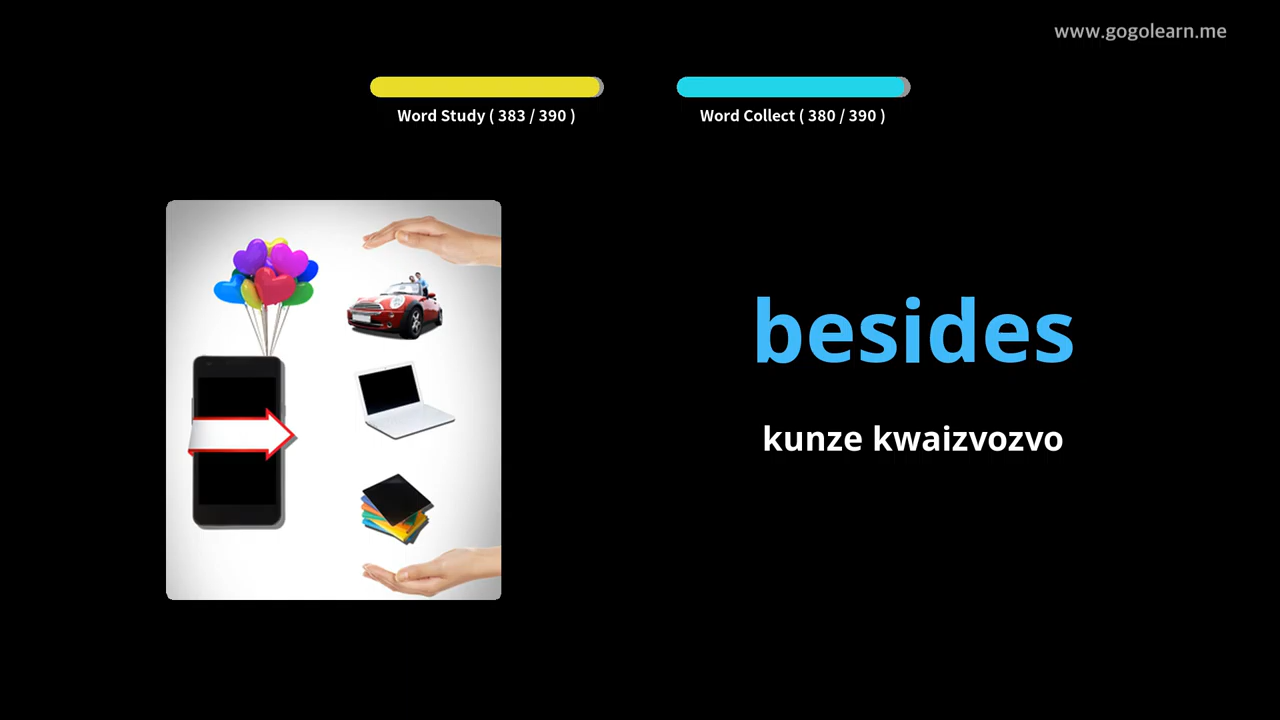 www.gogolearn.me
Word Study ( 383 / 390 )
Word Collect ( 380 / 390 )
besides
kunze kwaizvozvo